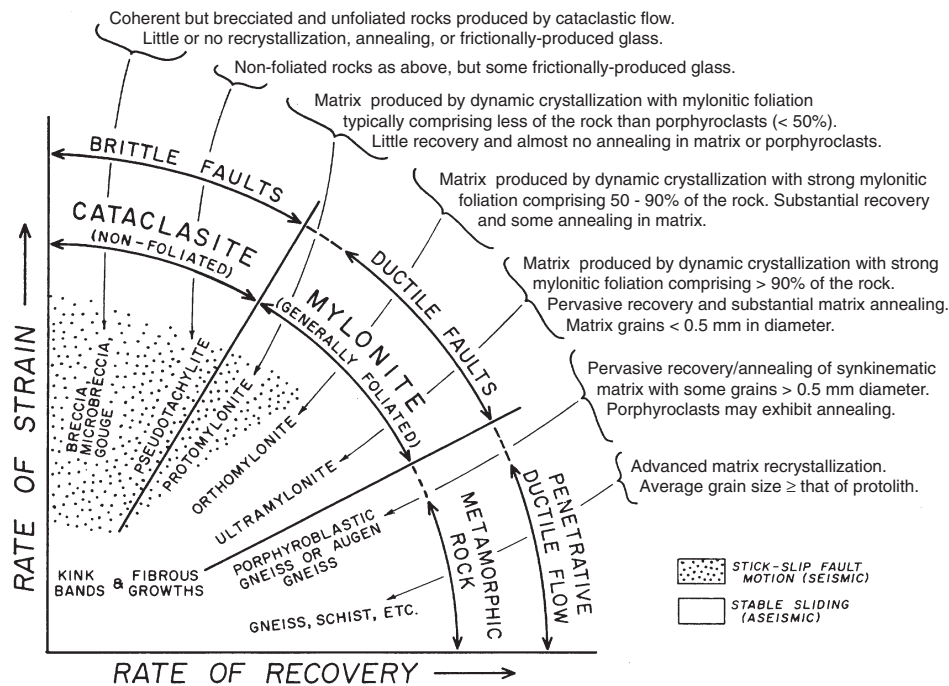 Coherent but brecciated and unfoliated rocks produced by cataclastic flow.
Little or no recrystallization, annealing, or frictionally-produced glass.
Non-foliated rocks as above, but some frictionally-produced glass.
Matrix produced by dynamic crystallization with mylonitic foliation
typically comprising less of the rock than porphyroclasts (< 50%).
Little recovery and almost no annealing in matrix or porphyroclasts.
Matrix produced by dynamic crystallization with strong mylonitic
foliation comprising 50 - 90% of the rock. Substantial recovery
and some annealing in matrix.
Matrix produced by dynamic crystallization with strong
mylonitic foliation comprising > 90% of the rock.
Pervasive recovery and substantial matrix annealing.
Matrix grains < 0.5 mm in diameter.
Pervasive recovery/annealing of synkinematic
matrix with some grains > 0.5 mm diameter.
Porphyroclasts may exhibit annealing.
Advanced matrix recrystallization.
Average grain size ≥ that of protolith.
BRITTLE FAULTS
DUCTILE FAULTS
PENETRATIVE
DUCTILE FLOW
CATACLASITE
(NON-FOLIATED)
MYLONITE
(GENERALLY FOLIATED)
METAMORPHIC
ROCK
BRECCIA,
MICROBRECCIA,
GOUGE
PSEUDOTACHYLITE
PROTOMYLONITE
ORTHOMYLONITE
ULTRAMYLONITE
PORPHYROBLASTIC
GNEISS OR AUGEN
GNEISS
GNEISS, SCHIST, ETC.
KINK
BANDS
&
FIBROUS
GROWTHS
RATE OF STRAIN
RATE OF RECOVERY
STICK-SLIP FAULT
MOTION (SEISMIC)
STABLE SLIDING
(ASEISMIC)